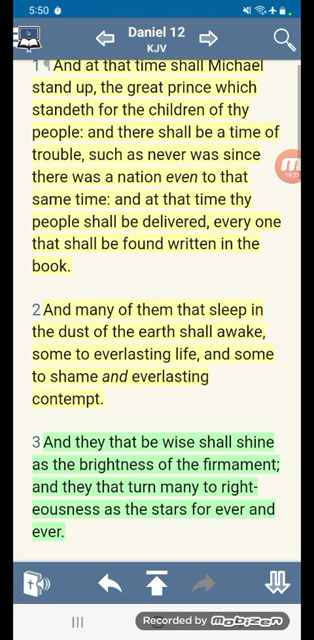 5:50
Daniel 12
KJV
1 ¶ And at that time shall Michael
stand up, the great prince which
standeth for the children of thy
people: and there shall be a time of
trouble, such as never was since
there was a nation even to that
same time: and at that time thy
people shall be delivered, every one
that shall be found written in the
book.
2 And many of them that sleep in
the dust of the earth shall awake,
some to everlasting life, and some
to shame and everlasting
contempt.
3 And they that be wise shall shine
as the brightness of the firmament;
and they that turn many to right-
eousness as the stars for ever and
ever.
Recorded by Mobizen